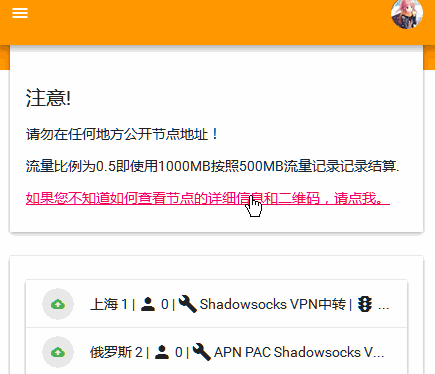 注意!
请勿在任何地方公开节点地址！
流量比例为0.5即使用1000MB按照500MB流量记录记录结算.
如果您不知道如何查看节点的详细信息和二维码，请点我。
上海 1 | 0 | Shadowsocks VPN中转 | ...
俄罗斯 2 | 0 | APN PAC Shadowsocks V...